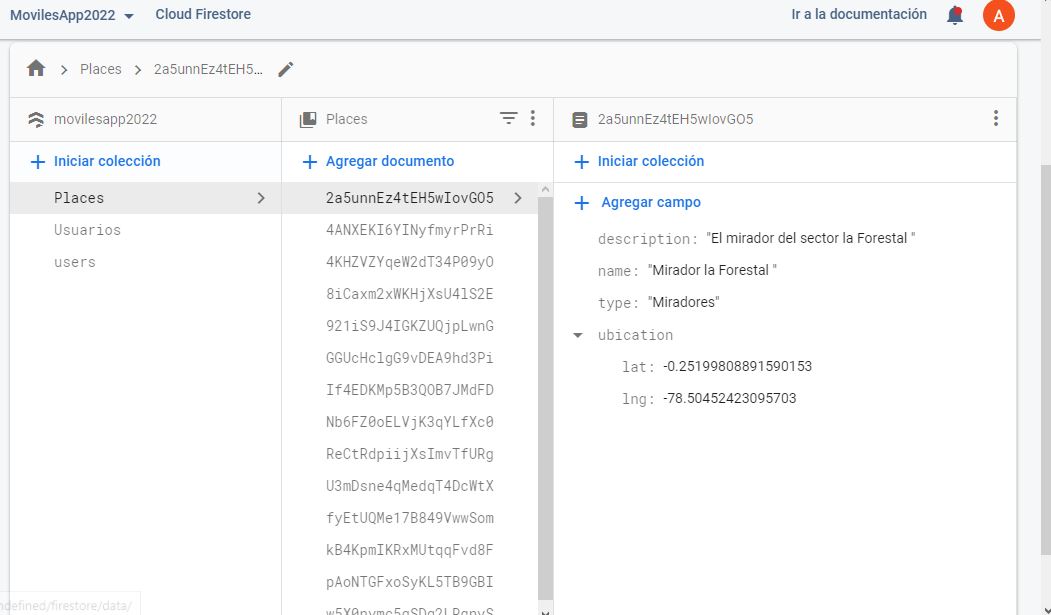 MovilesApp2022 Cloud Firestore Ir a la documentación A
Places 2a5unnEz4tEH5...
movilesapp2022
Iniciar colección
Places
Usuarios
users
Places
Agregar documento
2a5unnEz4tEH5wIovGO5
4ANXEKI6YINyfmyrPrRi
4KHZVZYqeW2dT34P09yO
8iCaxm2xWKHjXsU4lS2E
921iS9J4IGKZUQjpLwnG
GGUcHclgG9vDEA9hd3Pi
If4EDKMp5B3QOB7JMdFD
Nb6FZ0oELVjK3qYLfXc0
ReCtRdpiijXsImvTfURg
U3mDsne4qMedqT4DcWtX
fyEtUQMe17B849VwwSom
kB4KpmIKRxMUtqqFvd8F
pAoNTGFxoSyKL5TB9GBI
2a5unnEz4tEH5wIovGO5
Iniciar colección
Agregar campo
description: "El mirador del sector la Forestal "
name: "Mirador la Forestal "
type: "Miradores"
ubication
lat: -0.25199808891590153
lng: -78.50452423095703
ndefined/firestore/data/